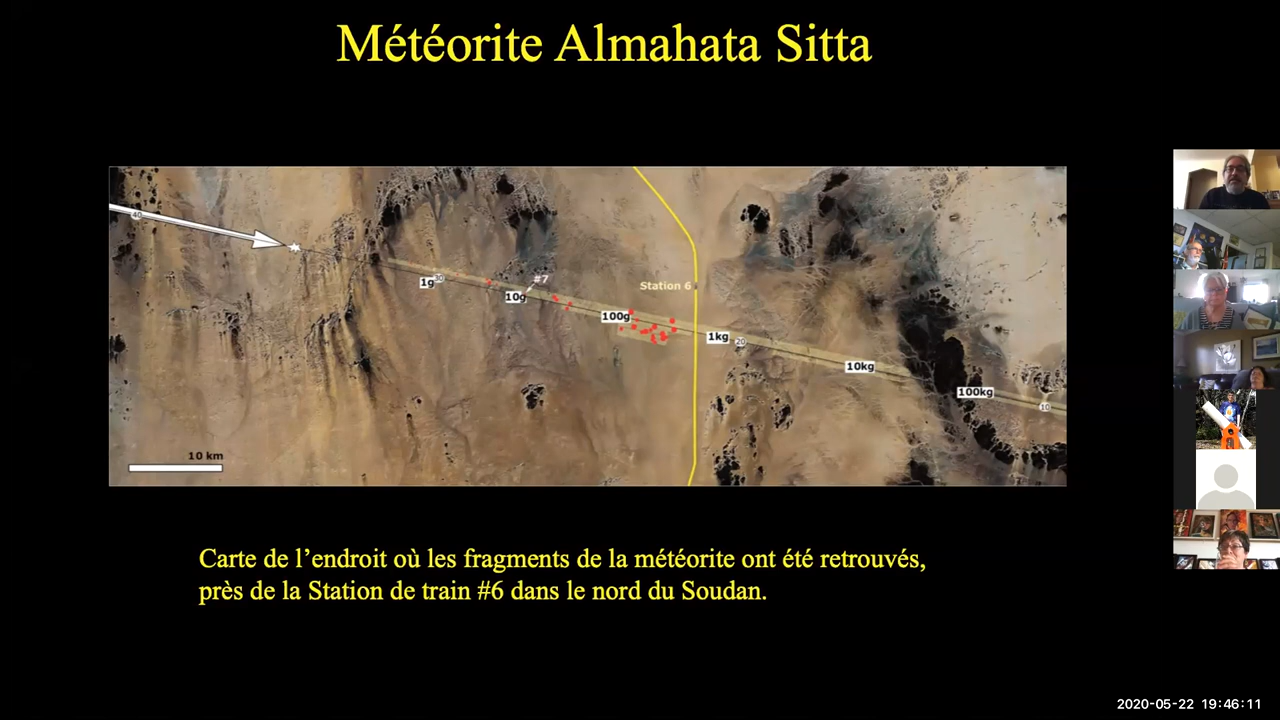 Météorite Almahata Sitta
40
1g
30
10g
#7
100g
Station 6
1kg
20
10kg
100kg
10
10 km
Carte de l’endroit où les fragments de la météorite ont été retrouvés,
près de la Station de train #6 dans le nord du Soudan.
2020-05-22 19:46:11